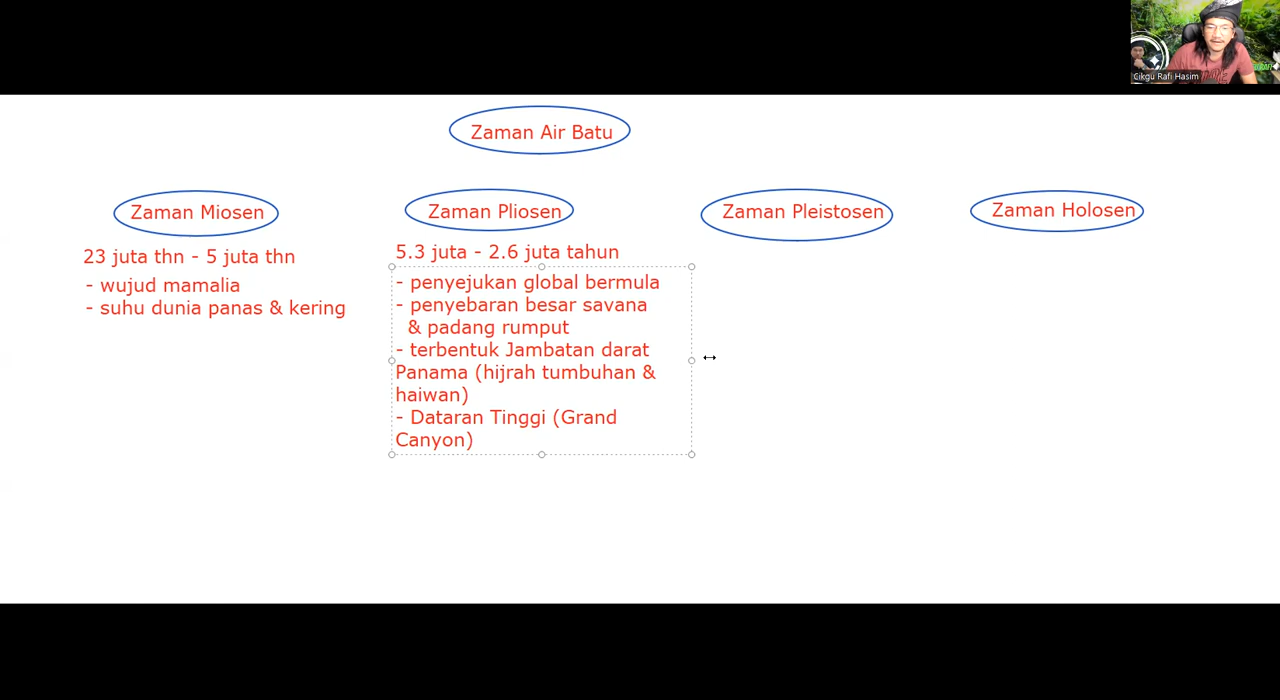 Cikgu Rafi Hasim
Zaman Air Batu
Zaman Miosen
Zaman Pliosen
Zaman Pleistosen
Zaman Holosen
23 juta thn - 5 juta thn
- wujud mamalia
- suhu dunia panas & kering
5.3 juta - 2.6 juta tahun
- penyejukan global bermula
- penyebaran besar savana
& padang rumput
- terbentuk Jambatan darat
Panama (hijrah tumbuhan &
haiwan)
- Dataran Tinggi (Grand
Canyon)